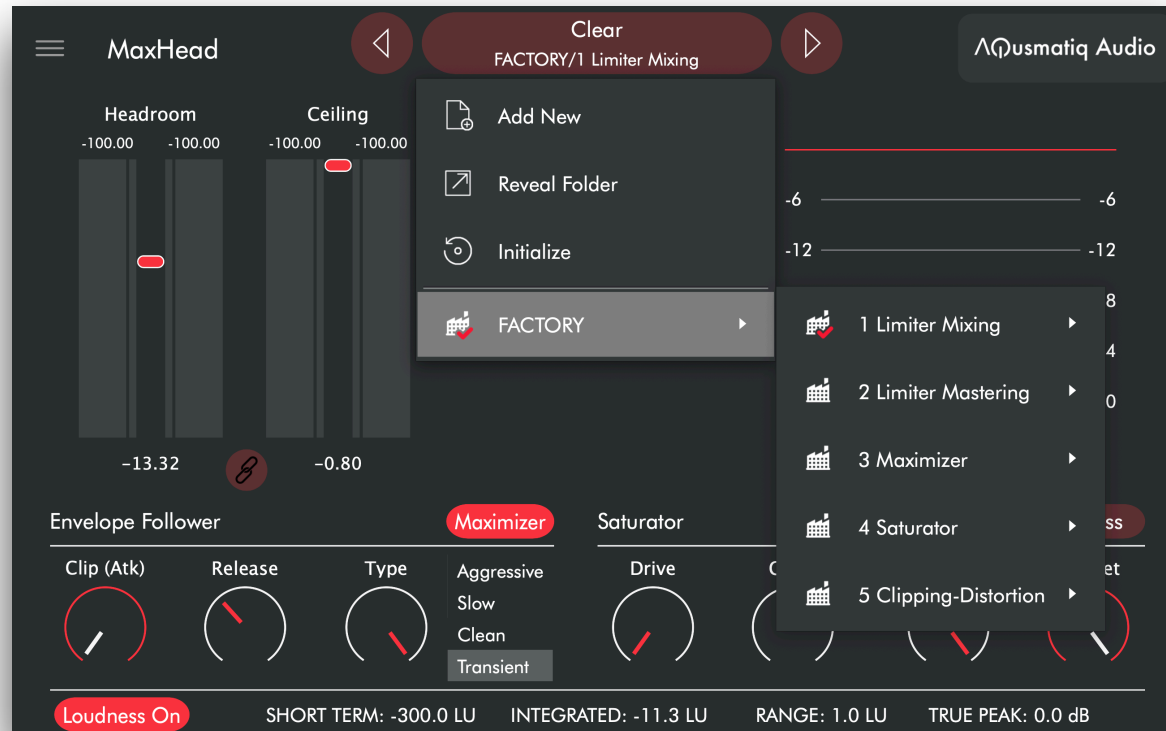 MaxHead
Clear
FACTORY/1 Limiter Mixing
ΛQusmatiq Audio
Headroom
Ceiling
-100.00 -100.00
-100.00 -100.00
Add New
Reveal Folder
Initialize
FACTORY
-6 -6
-12 -12
8
4
0
1 Limiter Mixing
2 Limiter Mastering
3 Maximizer
4 Saturator
5 Clipping-Distortion
-13.32
-0.80
Envelope Follower
Maximizer
Saturator
ss
Clip (Atk)
Release
Type
Aggressive
Slow
Clean
Transient
Drive
et
Loudness On
SHORT TERM: -300.0 LU
INTEGRATED: -11.3 LU
RANGE: 1.0 LU
TRUE PEAK: 0.0 dB